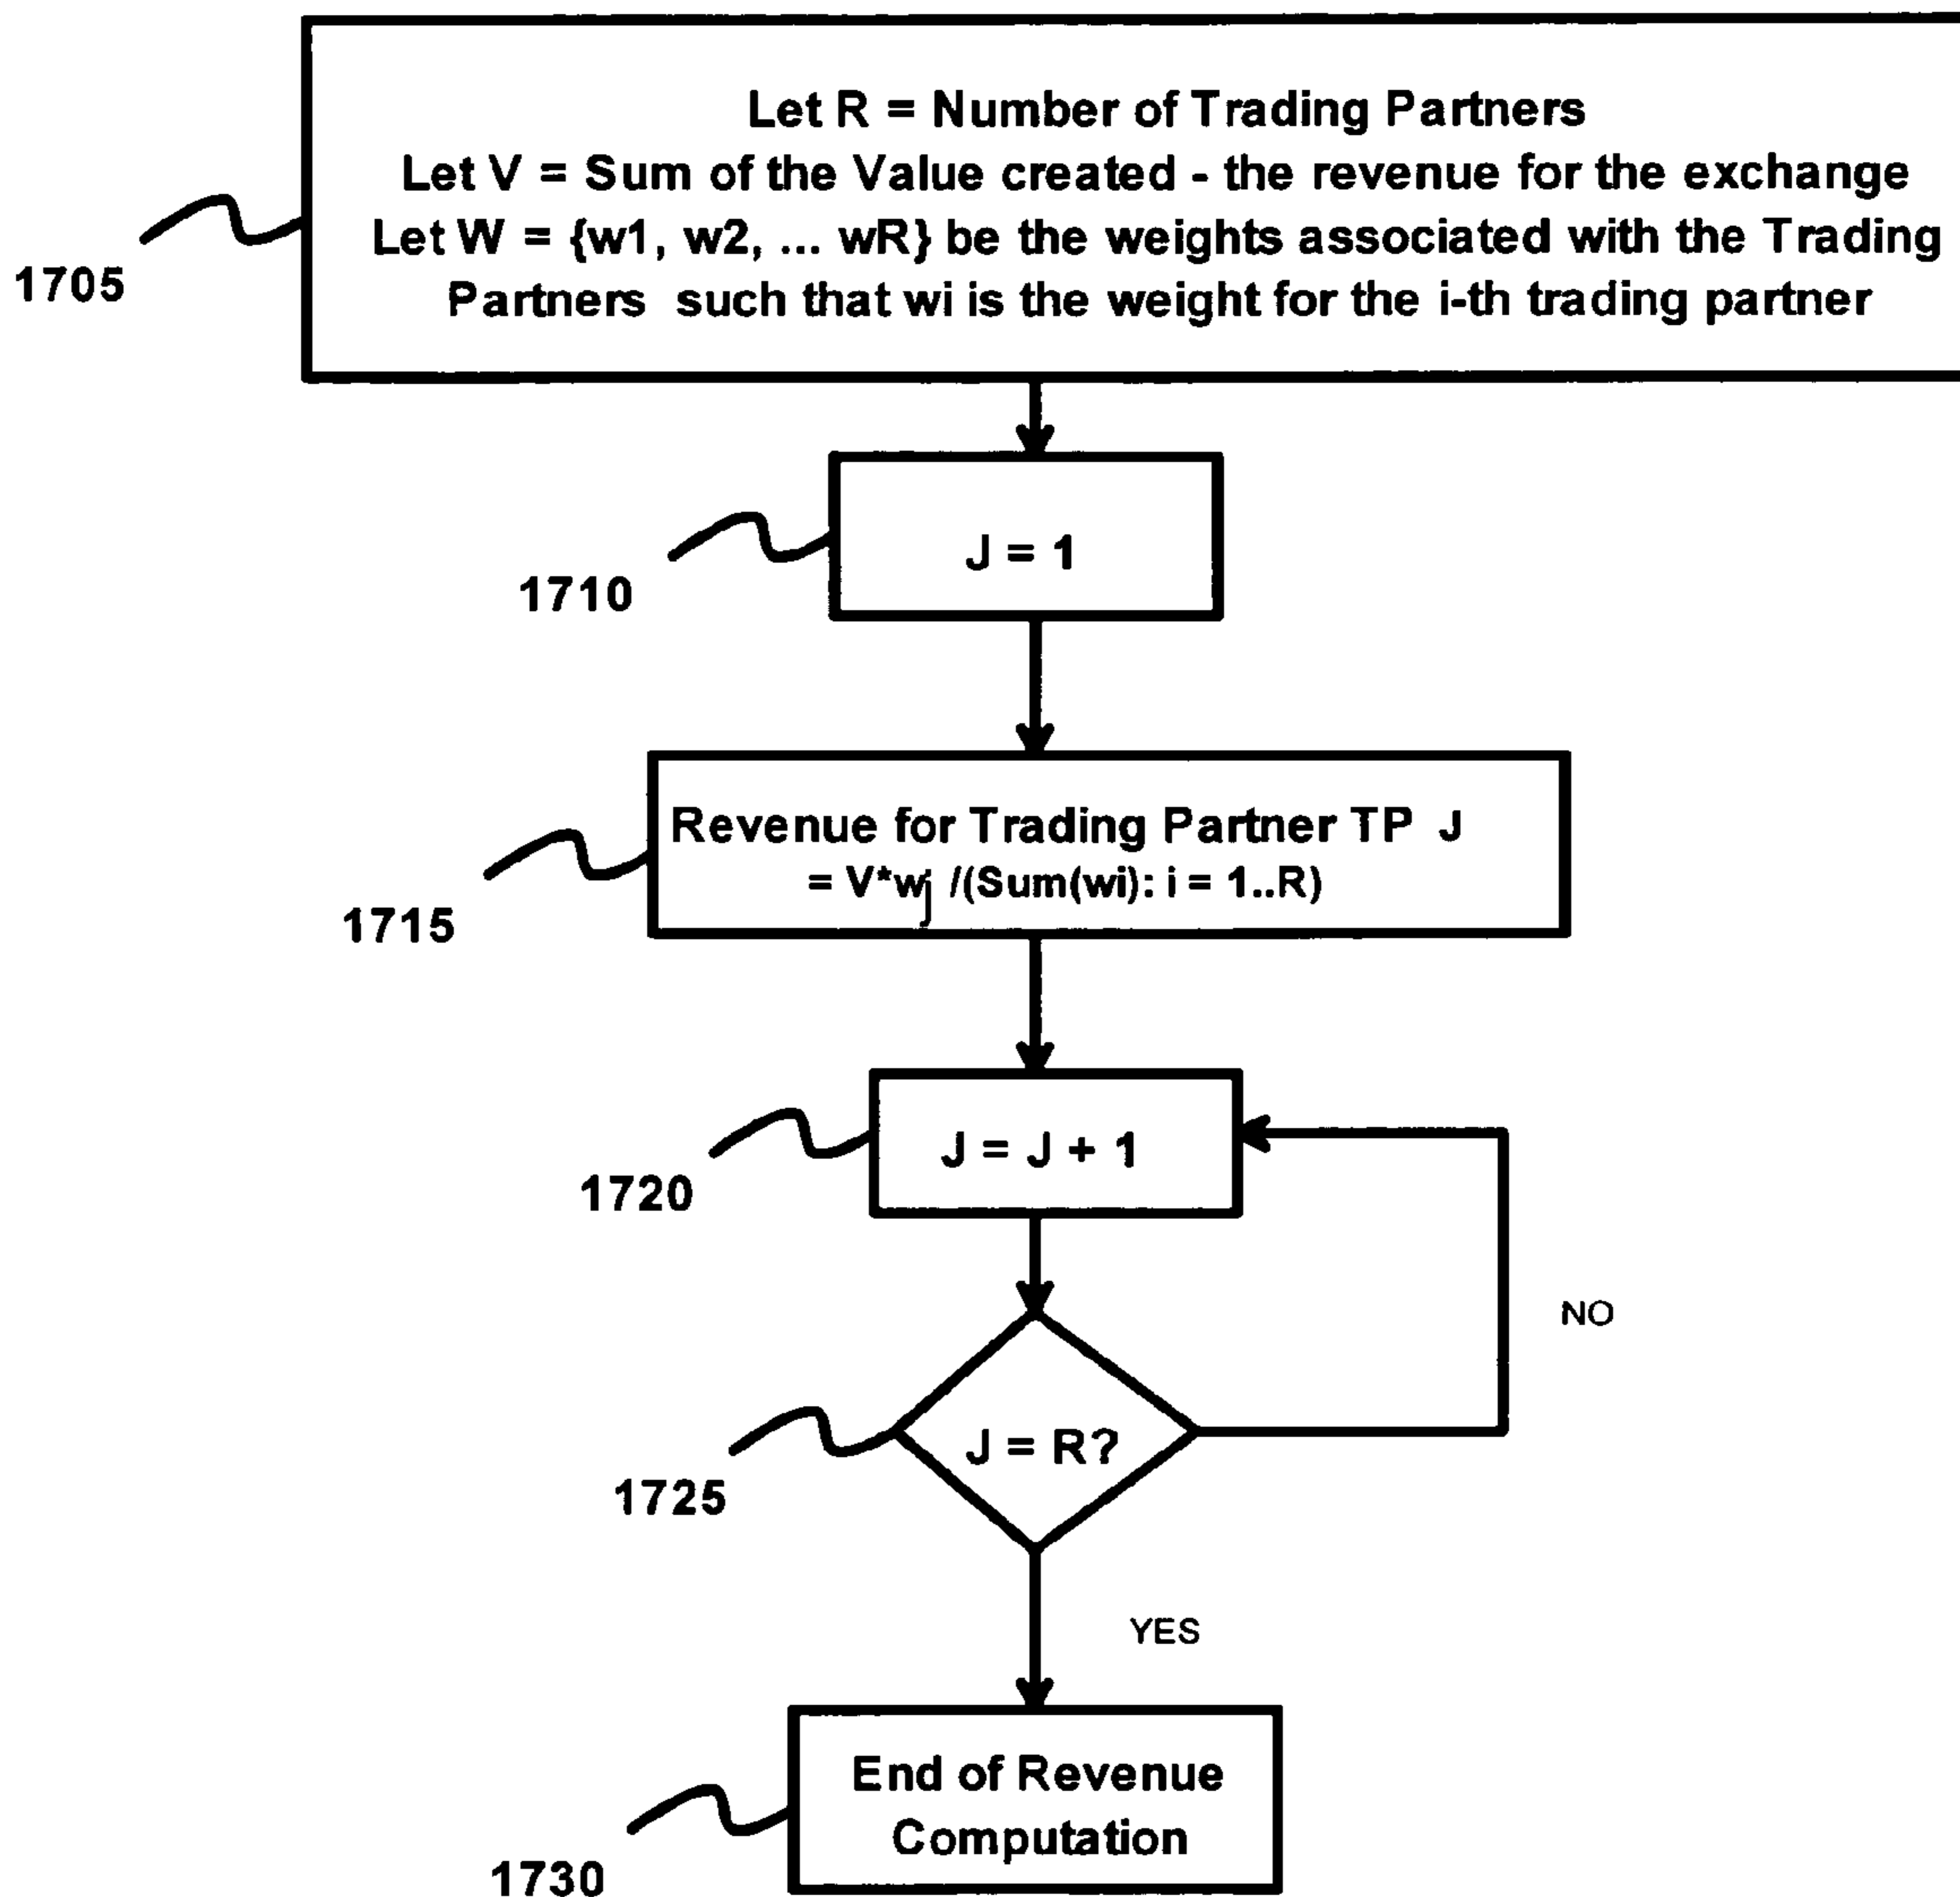 Let R = Number of Trading Partners
Let V = Sum of the Value created - the revenue for the exchange
Let W = {w1, w2, ... wR} be the weights associated with the Trading
Partners such that wi is the weight for the i-th trading partner
1705
J = 1
1710
Revenue for Trading Partner TP J
= V*wj /(Sum(wi): i = 1..R)
1715
J = J + 1
1720
NO
J = R?
1725
YES
End of Revenue
Computation
1730